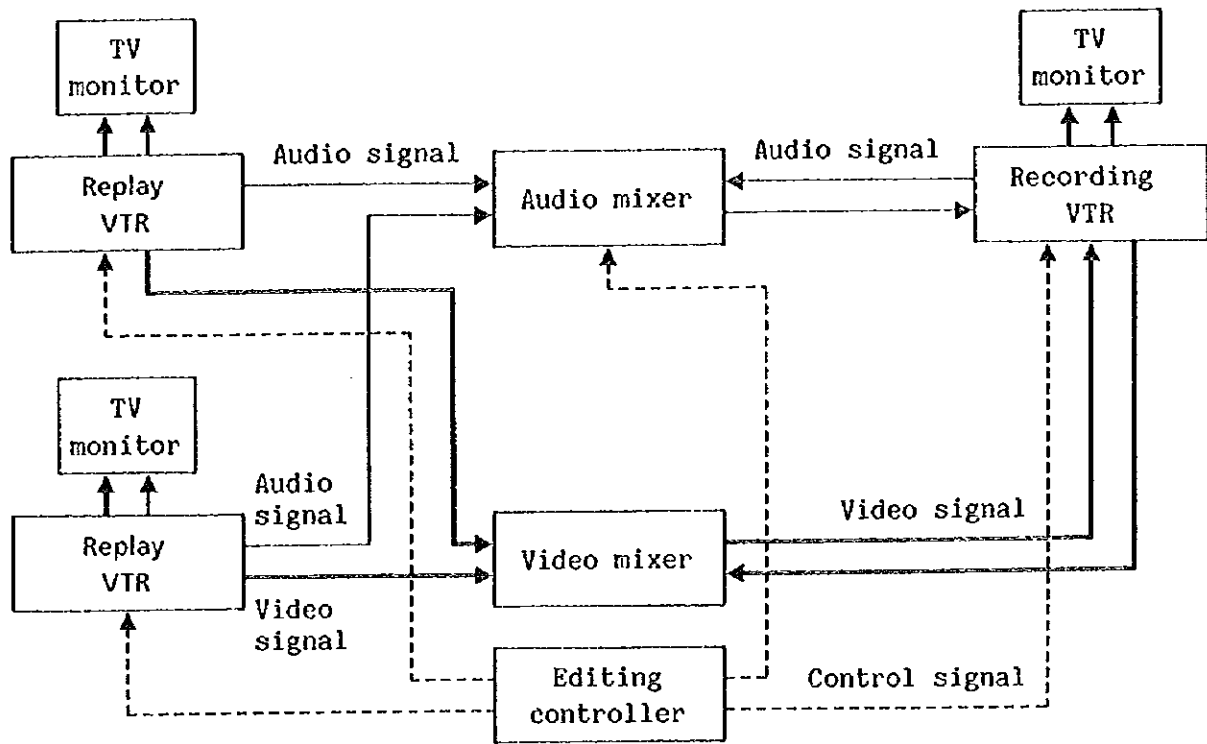 TV
monitor
TV
monitor
Replay
VTR
Audio signal
Audio mixer
Audio signal
Recording
VTR
TV
monitor
Audio
signal
Replay
VTR
Video
signal
Video mixer
Video signal
Editing
controller
Control signal